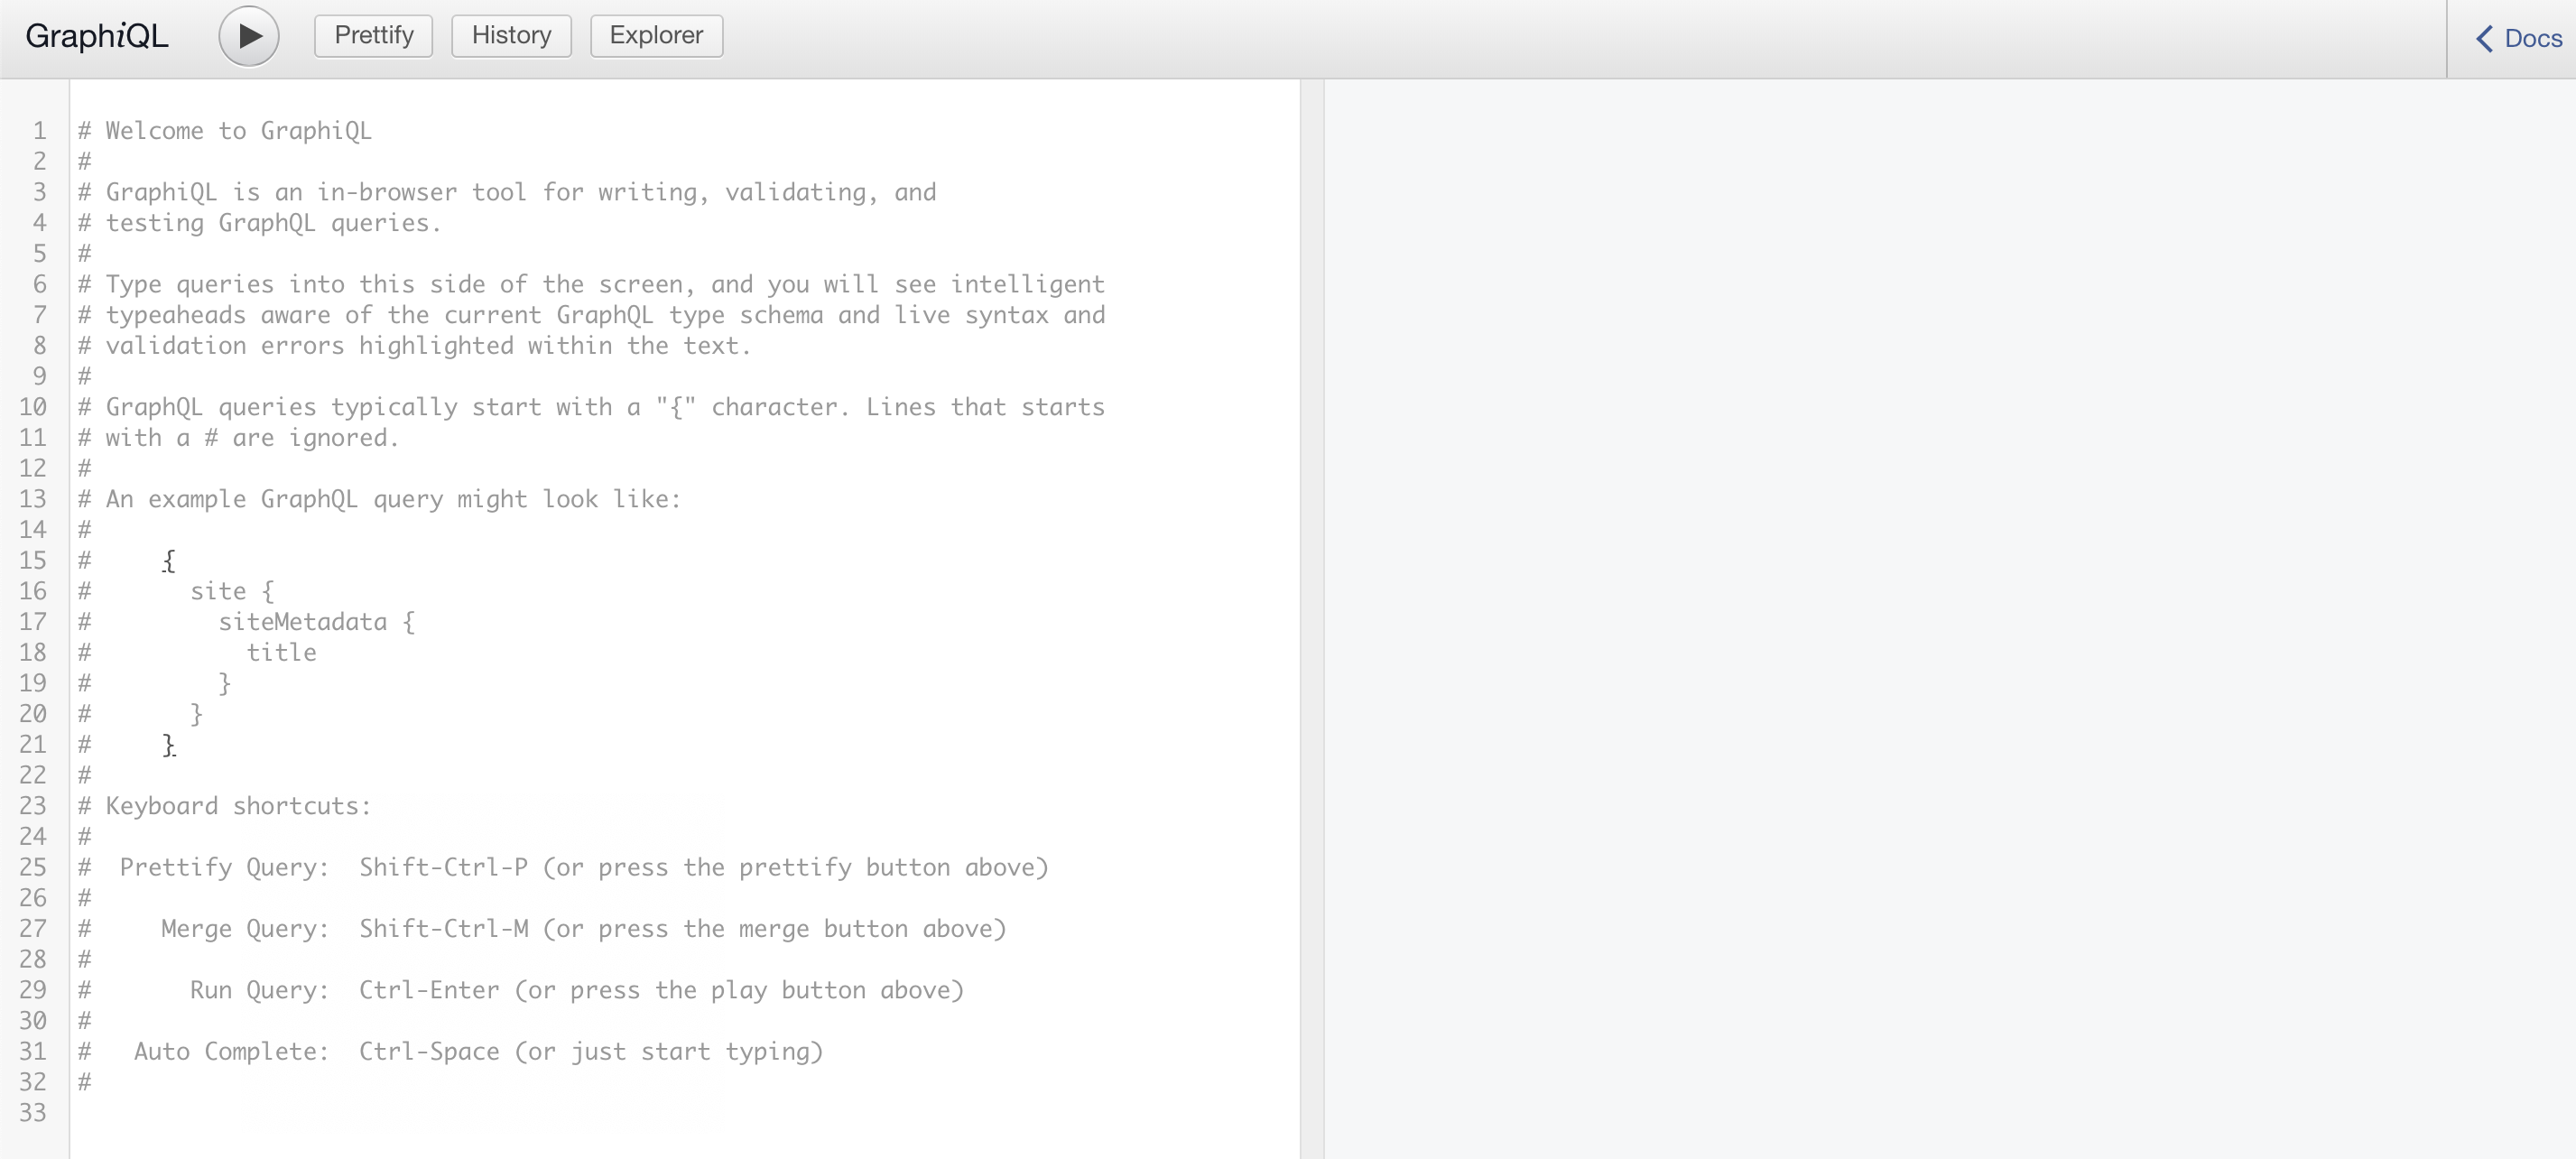 GraphiQL Prettify History Explorer Docs
1 # Welcome to GraphiQL
2 #
3 # GraphiQL is an in-browser tool for writing, validating, and
4 # testing GraphQL queries.
5 #
6 # Type queries into this side of the screen, and you will see intelligent
7 # typeaheads aware of the current GraphQL type schema and live syntax and
8 # validation errors highlighted within the text.
9 #
10 # GraphQL queries typically start with a "{" character. Lines that starts
11 # with a # are ignored.
12 #
13 # An example GraphQL query might look like:
14 #
15 #     {
16 #       site {
17 #         siteMetadata {
18 #           title
19 #         }
20 #       }
21 #     }
22 #
23 # Keyboard shortcuts:
24 #
25 #  Prettify Query:  Shift-Ctrl-P (or press the prettify button above)
26 #
27 #     Merge Query:  Shift-Ctrl-M (or press the merge button above)
28 #
29 #       Run Query:  Ctrl-Enter (or press the play button above)
30 #
31 #   Auto Complete:  Ctrl-Space (or just start typing)
32 #
33